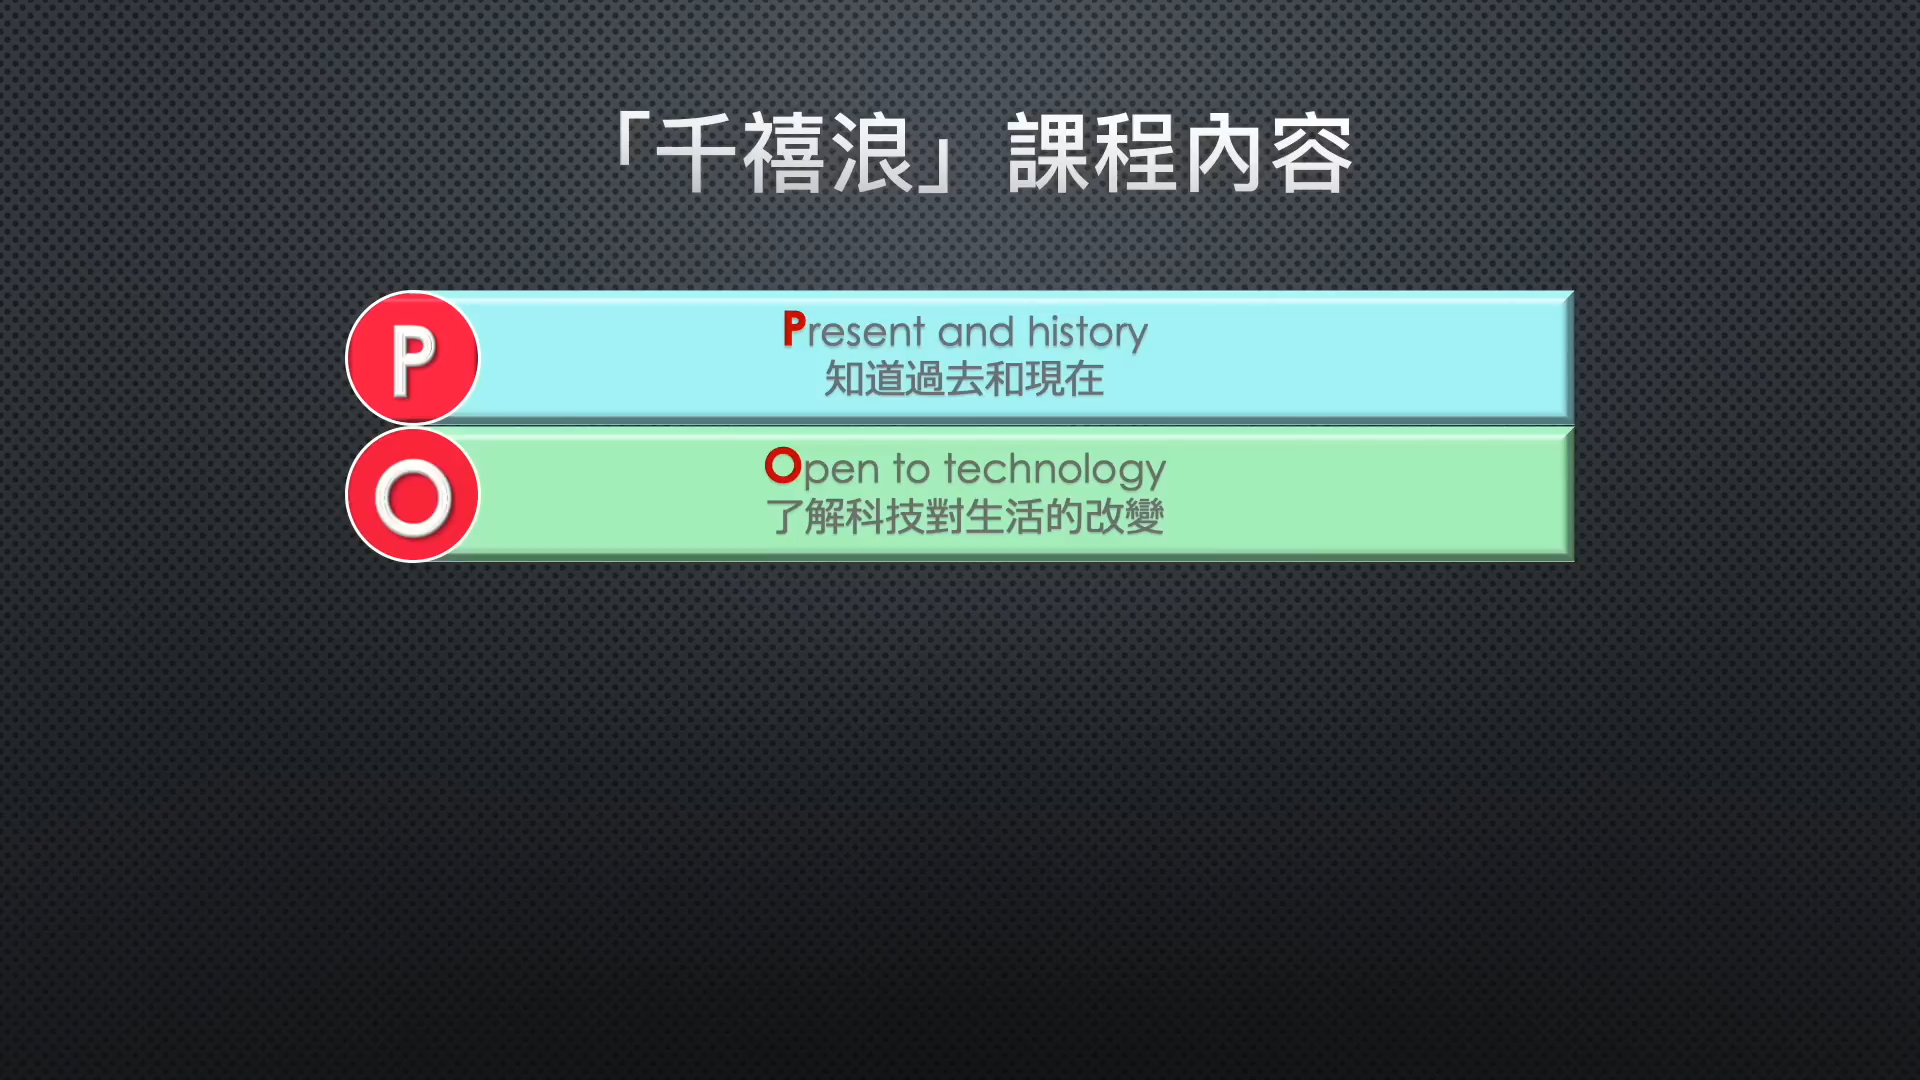 「千禧浪」課程內容
P
Present and history
知道過去和現在
O
Open to technology
了解科技對生活的改變